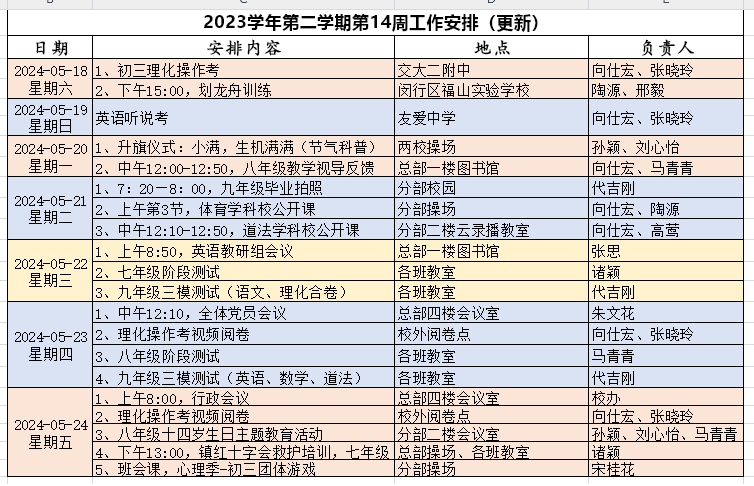 2023学年第二学期第14周工作安排（更新）
日期 安排内容 地点 负责人
2024-05-18 星期六
1、初三理化操作考 交大二附中 向仕宏、张晓玲
2、下午15:00，划龙舟训练 闵行区福山实验学校 陶源、邢毅
2024-05-19 星期日
英语听说考 友爱中学 向仕宏、张晓玲
2024-05-20 星期一
1、升旗仪式：小满，生机满满（节气科普） 两校操场 孙颖、刘心怡
2、中午12:00-12:50，八年级教学视导反馈 总部一楼图书馆 向仕宏、马青青
2024-05-21 星期二
1、7：20－8：00，九年级毕业拍照 分部校园 代吉刚
2、上午第3节，体育学科校公开课 分部操场 向仕宏、陶源
3、中午12:10-12:50，道法学科校公开课 分部二楼云录播教室 向仕宏、高莺
2024-05-22 星期三
1、上午8:50，英语教研组会议 总部一楼图书馆 张思
2、七年级阶段测试 各班教室 诸颖
3、九年级三模测试（语文、理化合卷） 各班教室 代吉刚
2024-05-23 星期四
1、中午12:10，全体党员会议 总部四楼会议室 朱文花
2、理化操作考视频阅卷 校外阅卷点 向仕宏、张晓玲
3、八年级阶段测试 各班教室 马青青
4、九年级三模测试（英语、数学、道法） 各班教室 代吉刚
2024-05-24 星期五
1、上午8:00，行政会议 总部四楼会议室 校办
2、理化操作考视频阅卷 校外阅卷点 向仕宏、张晓玲
3、八年级十四岁生日主题教育活动 分部二楼会议室 孙颖、刘心怡、马青青
4、下午13:00，镇红十字会救护培训，七年级 总部操场、各班教室 诸颖
5、班会课，心理季-初三团体游戏 分部操场 宋桂花